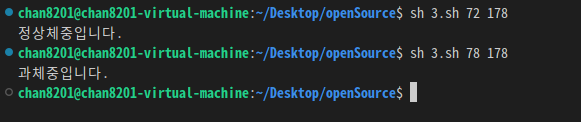 chan8201@chan8201-virtual-machine:~/Desktop/openSource$ sh 3.sh 72 178
정상체중입니다.
chan8201@chan8201-virtual-machine:~/Desktop/openSource$ sh 3.sh 78 178
과체중입니다.
chan8201@chan8201-virtual-machine:~/Desktop/openSource$